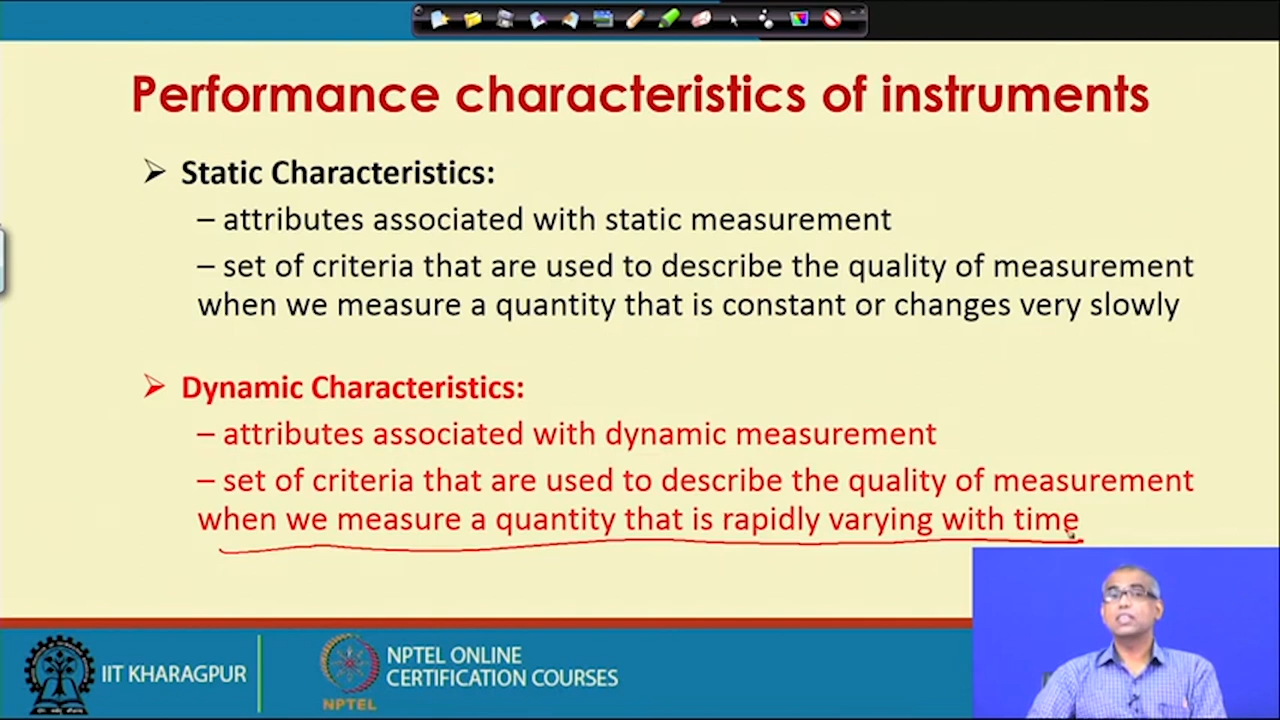 Performance characteristics of instruments
➢ Static Characteristics:
– attributes associated with static measurement
– set of criteria that are used to describe the quality of measurement
when we measure a quantity that is constant or changes very slowly
➢ Dynamic Characteristics:
– attributes associated with dynamic measurement
– set of criteria that are used to describe the quality of measurement
when we measure a quantity that is rapidly varying with time
IIT KHARAGPUR
NPTEL
NPTEL ONLINE
CERTIFICATION COURSES